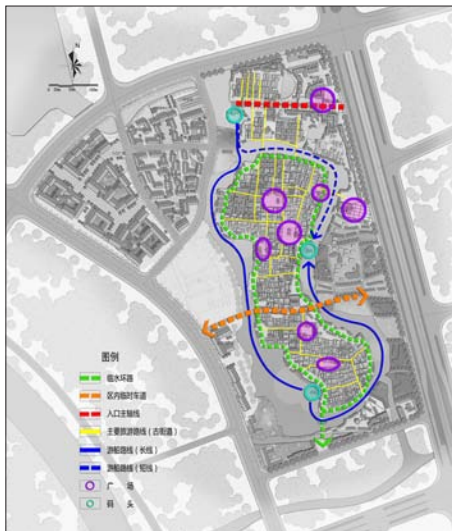 N
图例
临水环路
区内临时车道
入口主轴线
主要旅游路线（古街道）
游船路线（长线）
游船路线（短线）
广 场
码 头